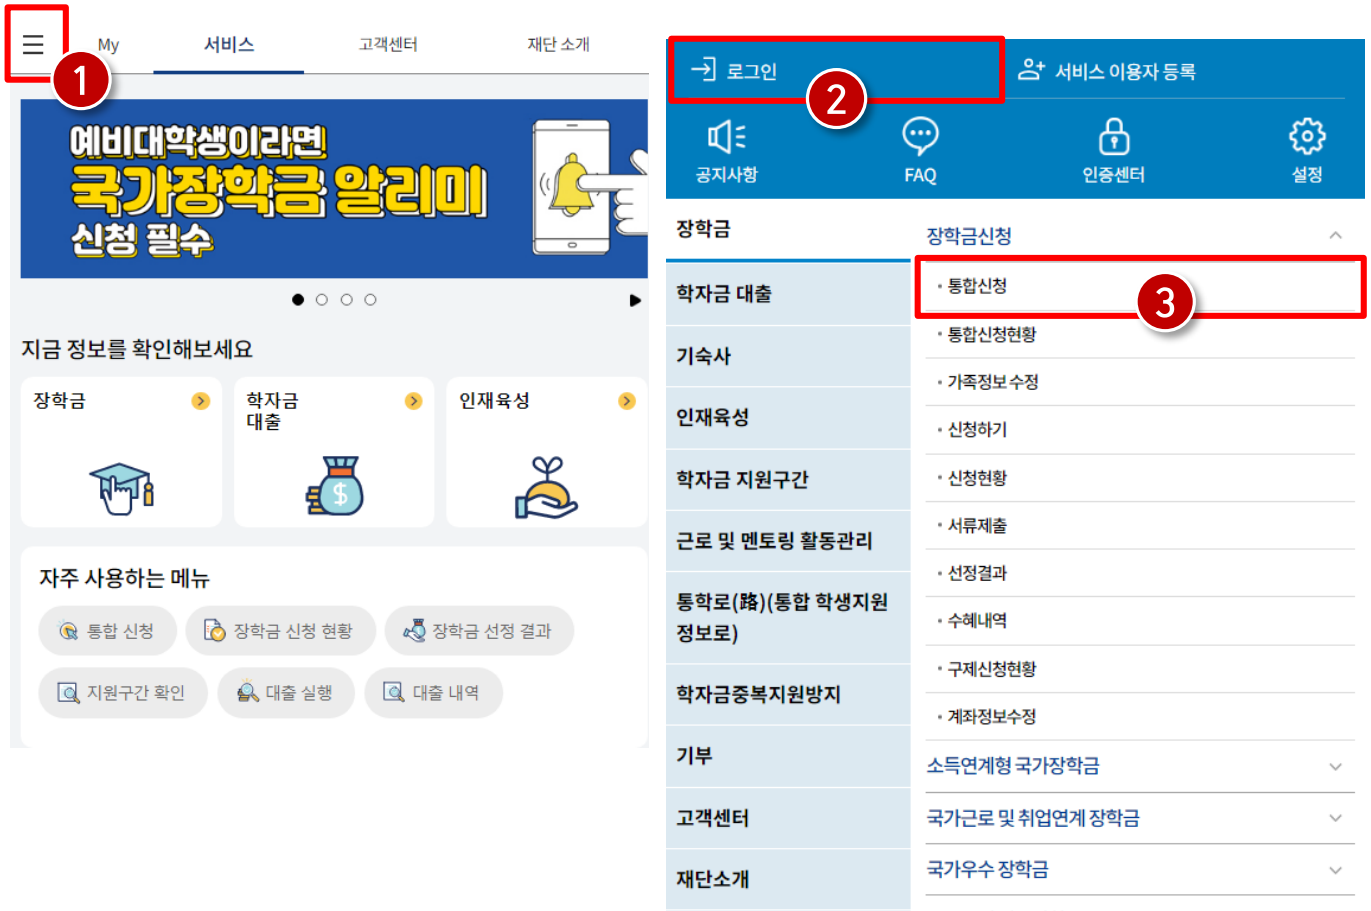 1
My
서비스
고객센터
재단 소개
예비대학생이라면
국가장학금 알리미
신청 필수
지금 정보를 확인해보세요
장학금
학자금
대출
인재육성
$
자주 사용하는 메뉴
통합 신청
장학금 신청 현황
장학금 선정 결과
지원구간 확인
대출 실행
대출 내역
로그인
2
서비스 이용자 등록
공지사항
FAQ
인증센터
설정
장학금
학자금 대출
기숙사
인재육성
학자금 지원구간
근로 및 멘토링 활동관리
통학로(路)(통합 학생지원
정보로)
학자금중복지원방지
기부
고객센터
재단소개
장학금신청
· 통합신청
3
· 통합신청현황
· 가족정보 수정
· 신청하기
· 신청현황
· 서류제출
· 선정결과
· 수혜내역
· 구제신청현황
· 계좌정보수정
소득연계형 국가장학금
국가근로 및 취업연계 장학금
국가우수 장학금